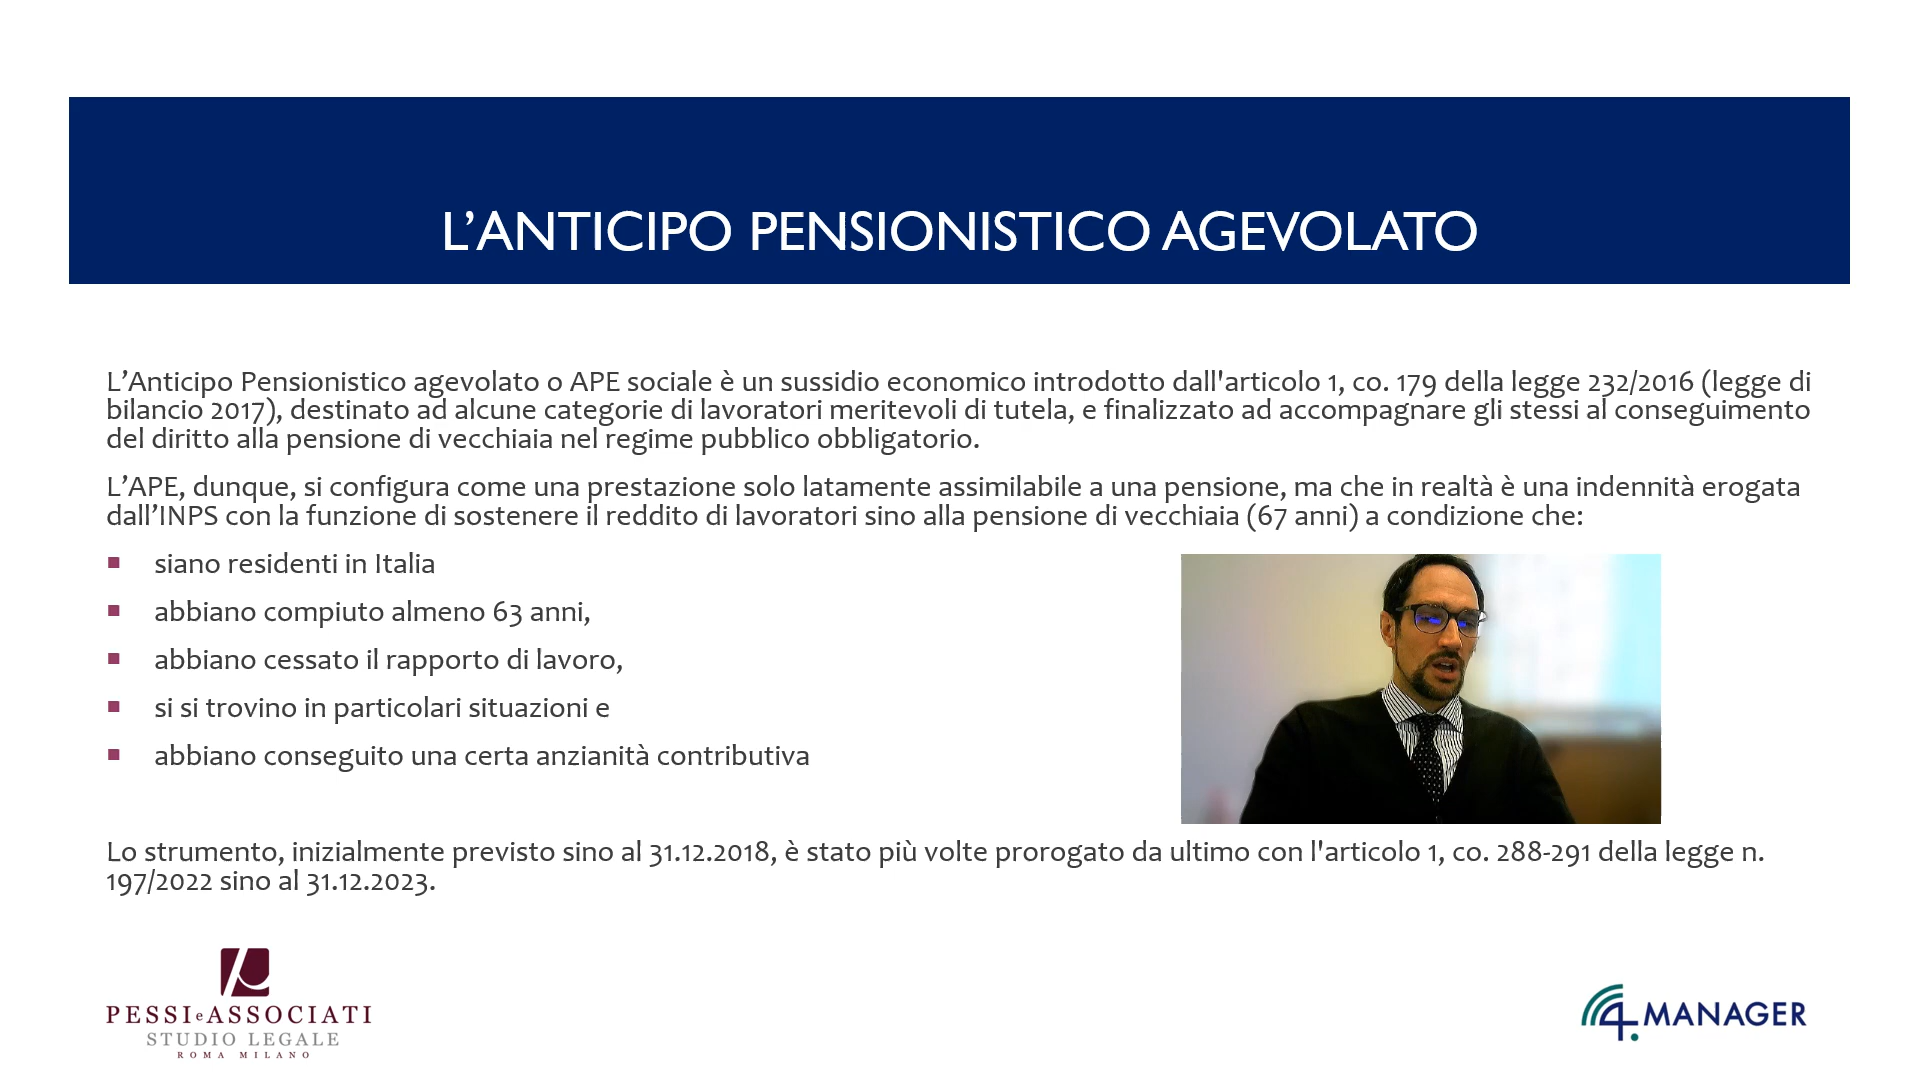 L’ANTICIPO PENSIONISTICO AGEVOLATO
L’Anticipo Pensionistico agevolato o APE sociale è un sussidio economico introdotto dall'articolo 1, co. 179 della legge 232/2016 (legge di
bilancio 2017), destinato ad alcune categorie di lavoratori meritevoli di tutela, e finalizzato ad accompagnare gli stessi al conseguimento
del diritto alla pensione di vecchiaia nel regime pubblico obbligatorio.
L’APE, dunque, si configura come una prestazione solo latamente assimilabile a una pensione, ma che in realtà è una indennità erogata
dall’INPS con la funzione di sostenere il reddito di lavoratori sino alla pensione di vecchiaia (67 anni) a condizione che:
▪ siano residenti in Italia
▪ abbiano compiuto almeno 63 anni,
▪ abbiano cessato il rapporto di lavoro,
▪ si si trovino in particolari situazioni e
▪ abbiano conseguito una certa anzianità contributiva
Lo strumento, inizialmente previsto sino al 31.12.2018, è stato più volte prorogato da ultimo con l'articolo 1, co. 288-291 della legge n.
197/2022 sino al 31.12.2023.
PESSI e ASSOCIATI
STUDIO LEGALE
ROMA MILANO
4.MANAGER